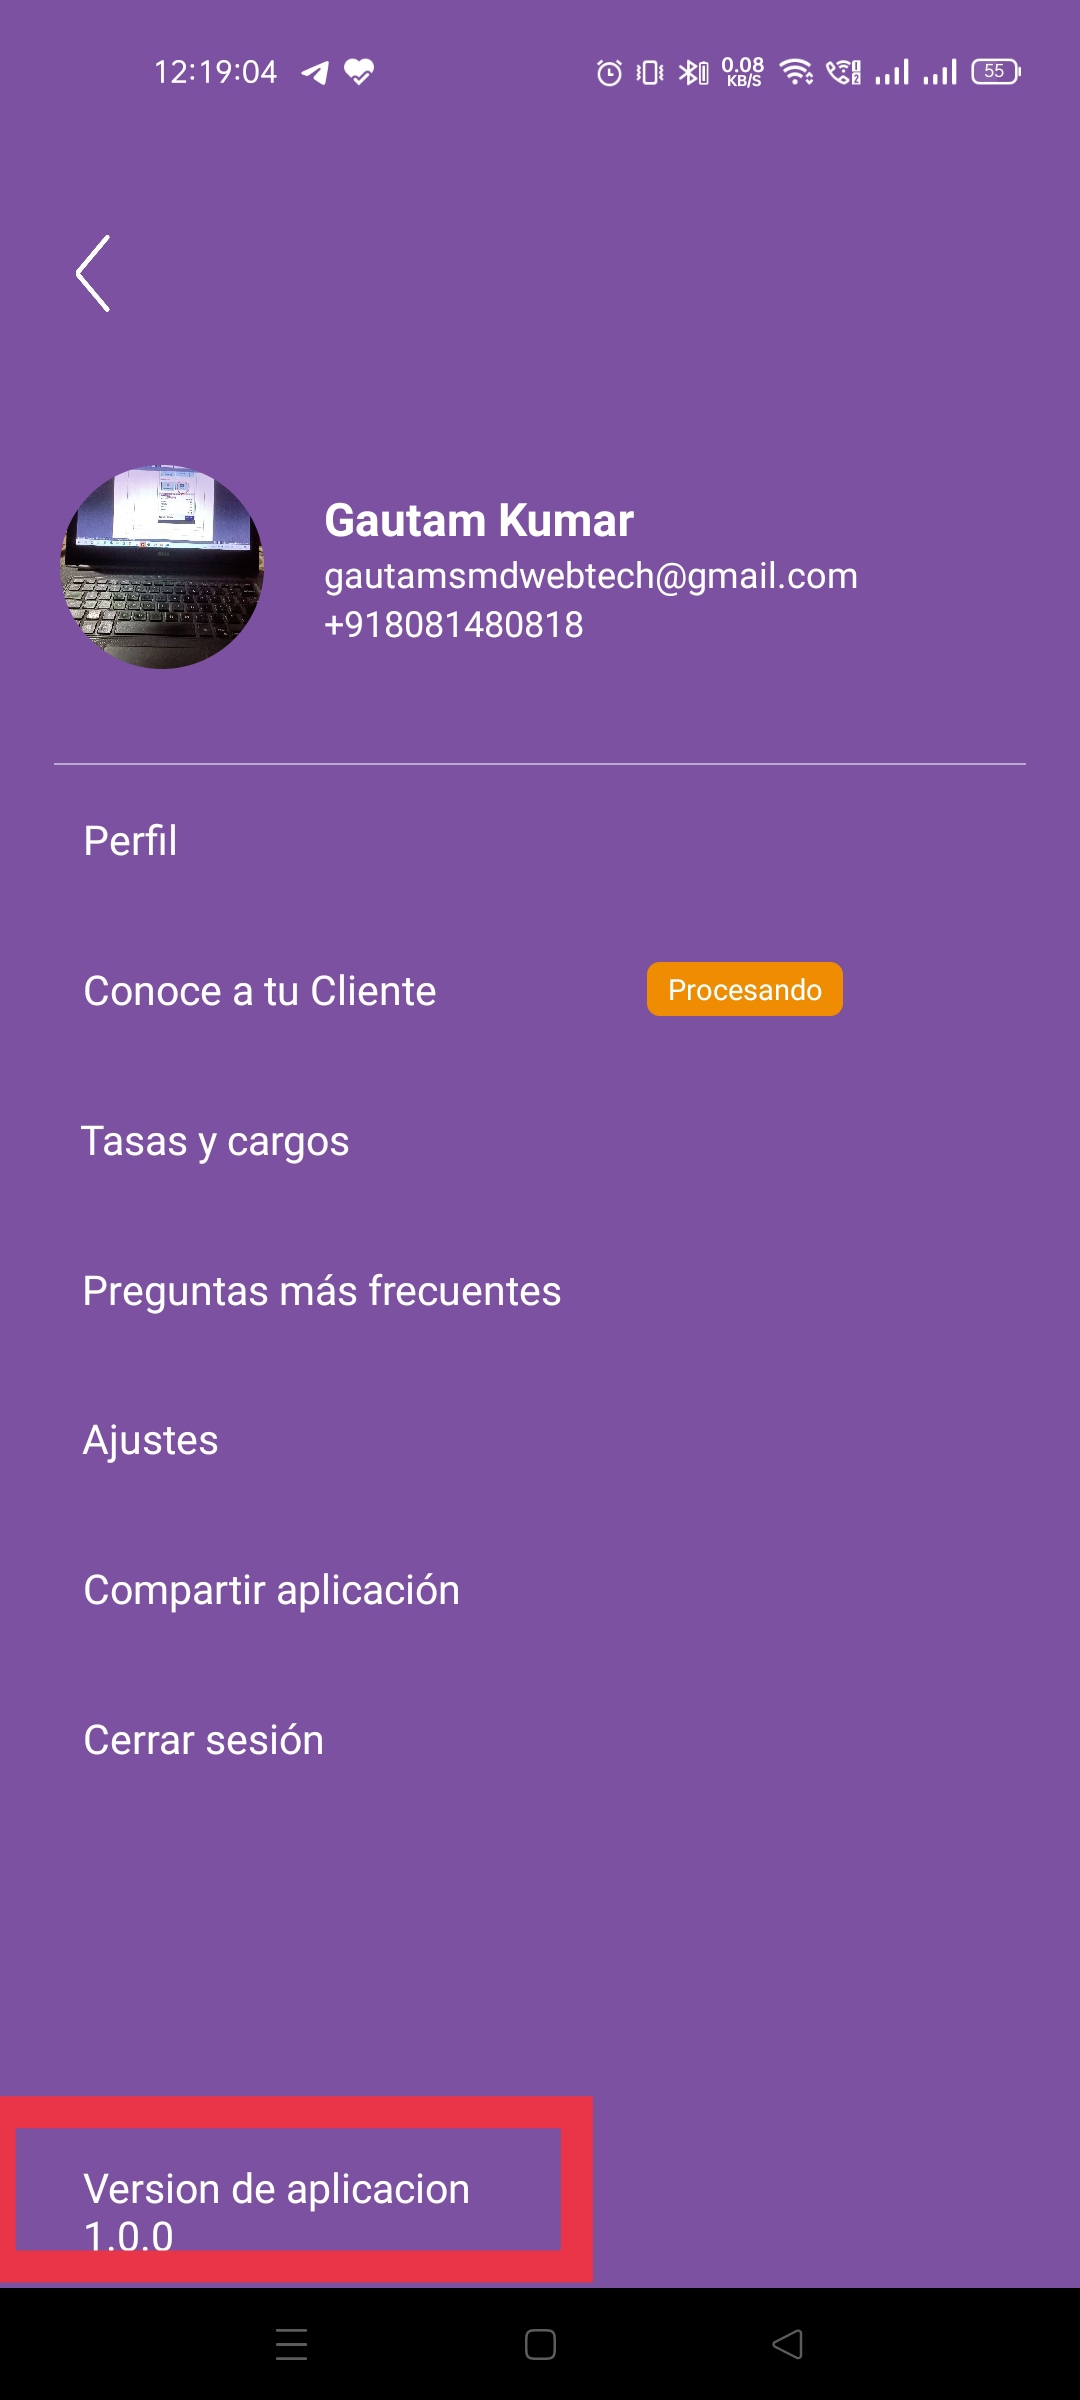 12:19:04
0.08
KB/S
55
Gautam Kumar
gautamsmdwebtech@gmail.com
+918081480818
Perfil
Conoce a tu Cliente
Procesando
Tasas y cargos
Preguntas más frecuentes
Ajustes
Compartir aplicación
Cerrar sesión
Version de aplicacion
1.0.0